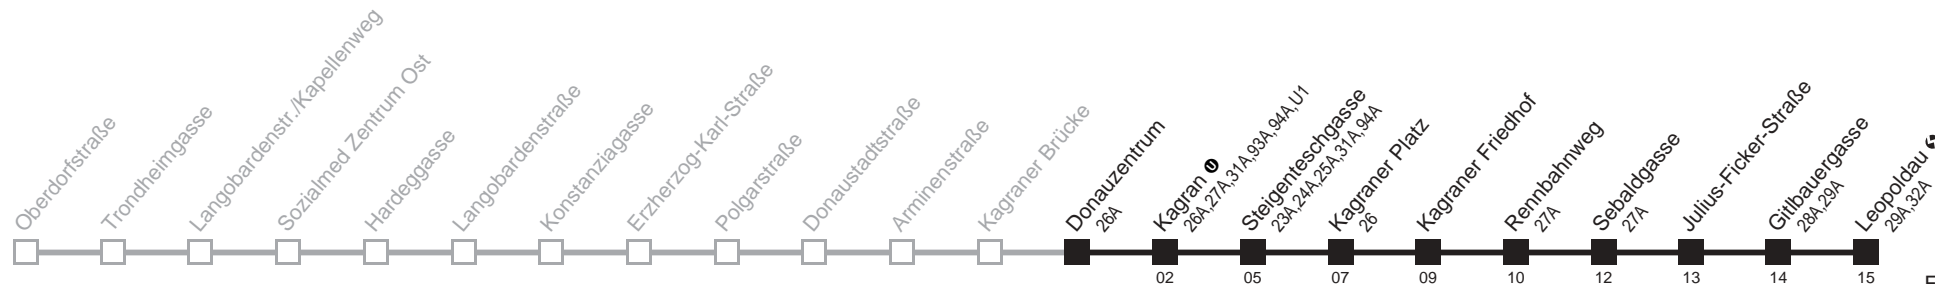 Oberdorfstraße
Trondheimgasse
Langobardenstr./Kapellenweg
Sozialmed Zentrum Ost
Hardeggasse
Langobardenstraße
Konstanziagasse
Erzherzog-Karl-Straße
Polgarstraße
Donaustadtstraße
Arminenstraße
Kagraner Brücke
Donauzentrum
26A
Kagran U
26A,27A,31A,93A,94A,U1
Steigenteschgasse
23A,24A,25A,31A,94A
Kagraner Platz
26
Kagraner Friedhof
Rennbahnweg
27A
Sebaldgasse
27A
Julius-Ficker-Straße
Gitlbauergasse
28A,29A
Leopoldau
29A,32A
02 05 07 09 10 12 13 14 15